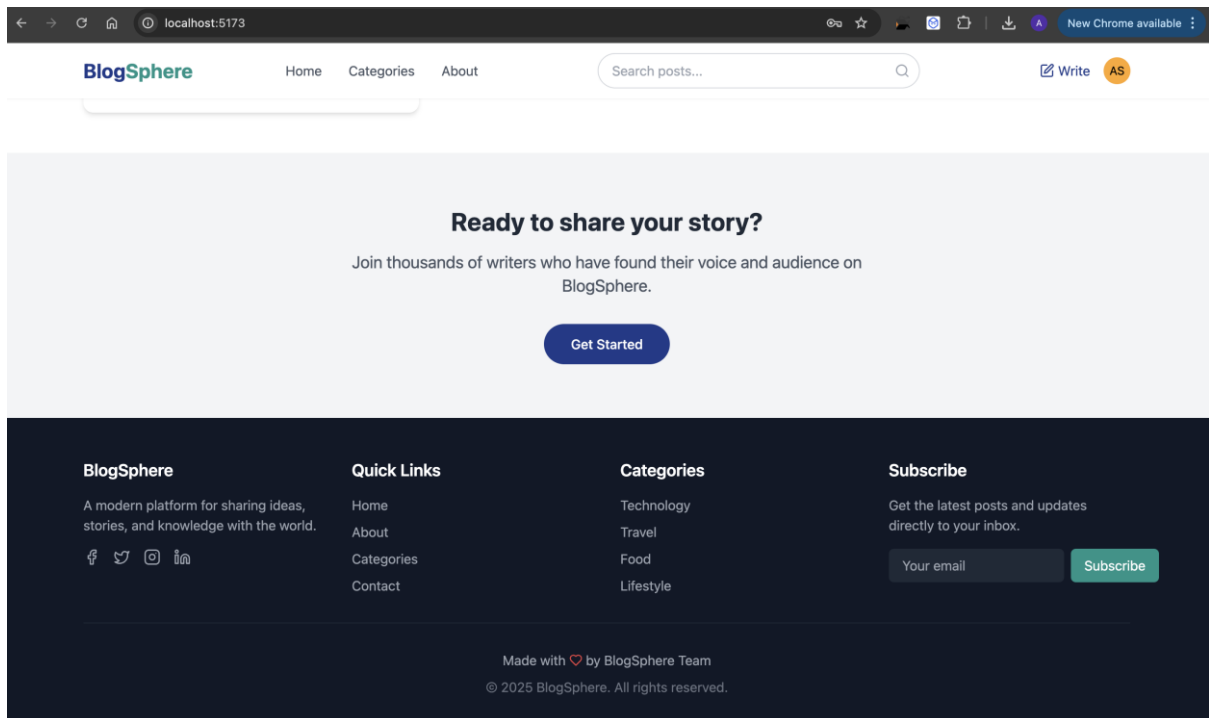 localhost:5173
A
New Chrome available
BlogSphere
Home
Categories
About
Search posts...
Write
AS
Ready to share your story?
Join thousands of writers who have found their voice and audience on
BlogSphere.
Get Started
BlogSphere
A modern platform for sharing ideas,
stories, and knowledge with the world.
Quick Links
Home
About
Categories
Contact
Categories
Technology
Travel
Food
Lifestyle
Subscribe
Get the latest posts and updates
directly to your inbox.
Your email
Subscribe
Made with ♡ by BlogSphere Team
© 2025 BlogSphere. All rights reserved.